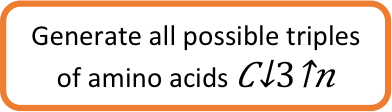 Generate all possible triples
of amino acids C↓3↑n